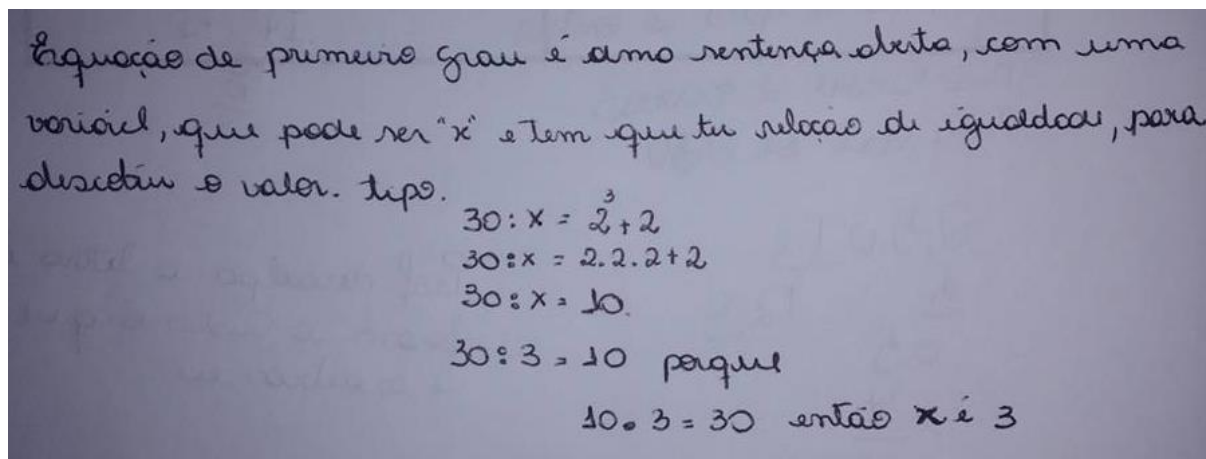 Equação de primeiro grau é uma sentença aberta, com uma
variável, que pode ser "x" e tem que ter relação de igualdade, para
descobrir o valor. tipo.
30 : x = 2³ + 2
30 : x = 2.2.2+2
30 : x = 10.
30 : 3 = 10 porque
10 . 3 = 30 então x é 3